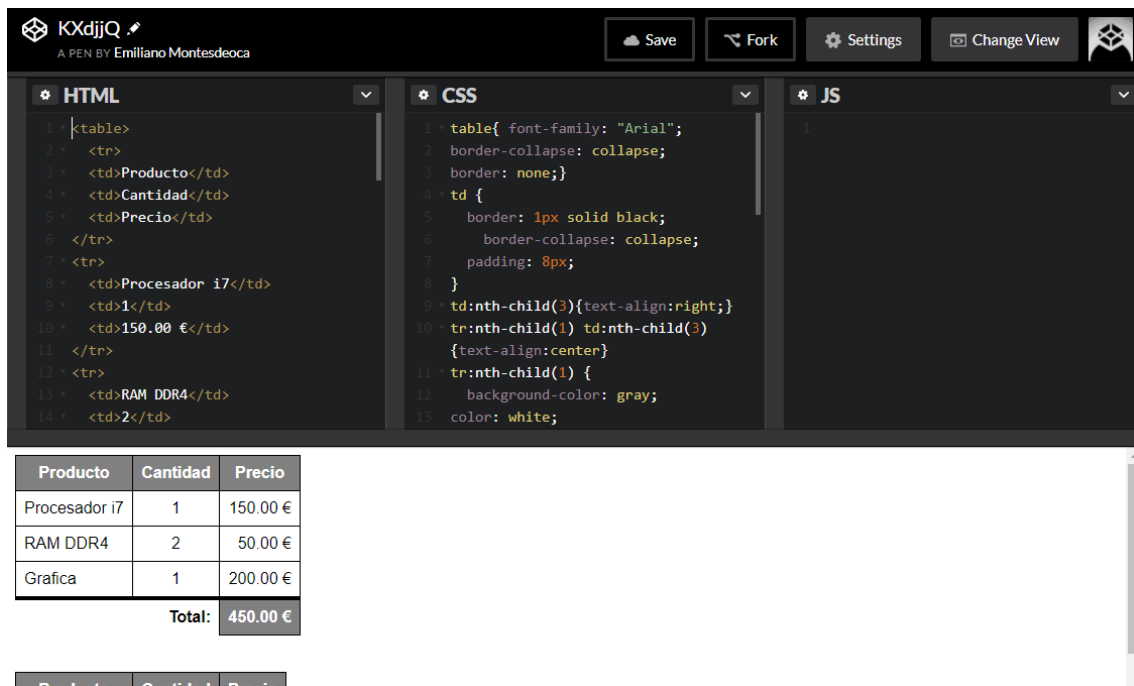 KXdjjQ
A PEN BY Emiliano Montesdeoca
Save
Fork
Settings
Change View
HTML
1 <table>
2 <tr>
3 <td>Producto</td>
4 <td>Cantidad</td>
5 <td>Precio</td>
6 </tr>
7 <tr>
8 <td>Procesador i7</td>
9 <td>1</td>
10 <td>150.00 €</td>
11 </tr>
12 <tr>
13 <td>RAM DDR4</td>
14 <td>2</td>
CSS
1 table{ font-family: "Arial";
2 border-collapse: collapse;
3 border: none;}
4 td {
5 border: 1px solid black;
6 border-collapse: collapse;
7 padding: 8px;
8 }
9 td:nth-child(3){text-align:right;}
10 tr:nth-child(1) td:nth-child(3)
{text-align:center}
11 tr:nth-child(1) {
12 background-color: gray;
13 color: white;
JS
1
Producto Cantidad Precio
Procesador i7 1 150.00 €
RAM DDR4 2 50.00 €
Grafica 1 200.00 €
Total: 450.00 €
Producto Cantidad Precio